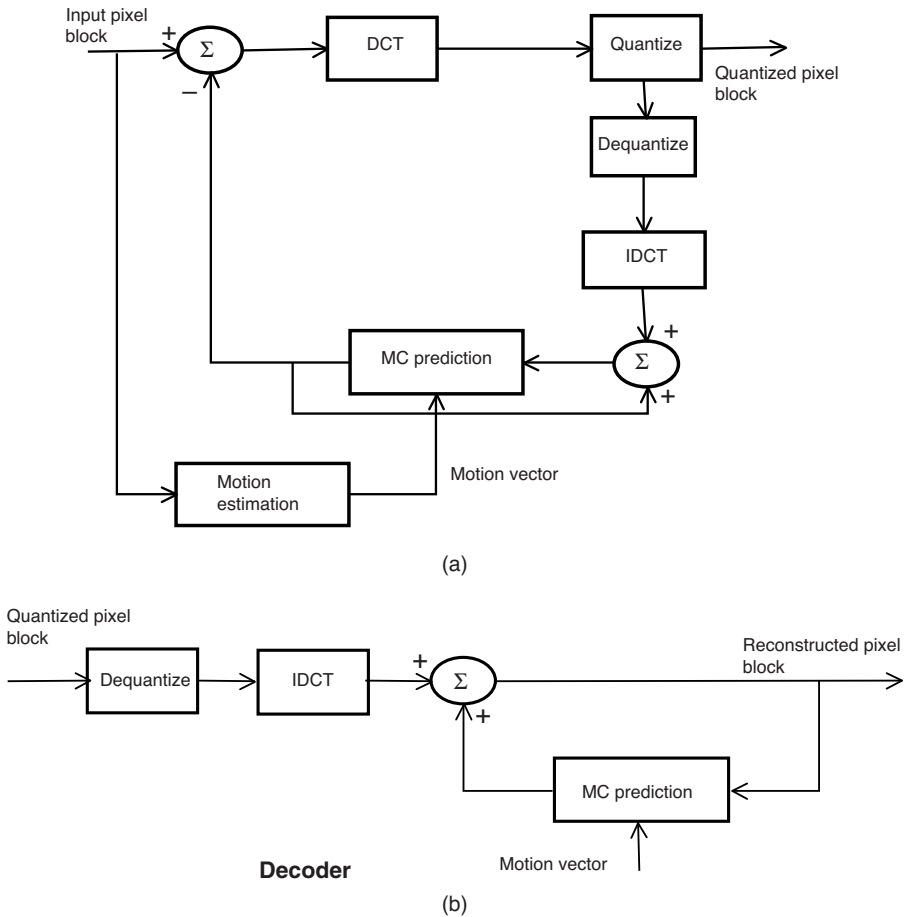 Input pixel
block
+
Σ
−
DCT
Quantize
Quantized pixel
block
Dequantize
IDCT
+
MC prediction
Σ
+
Motion
estimation
Motion vector
(a)
Quantized pixel
block
Dequantize
IDCT
+
Σ
+
Reconstructed pixel
block
MC prediction
Motion vector
Decoder
(b)